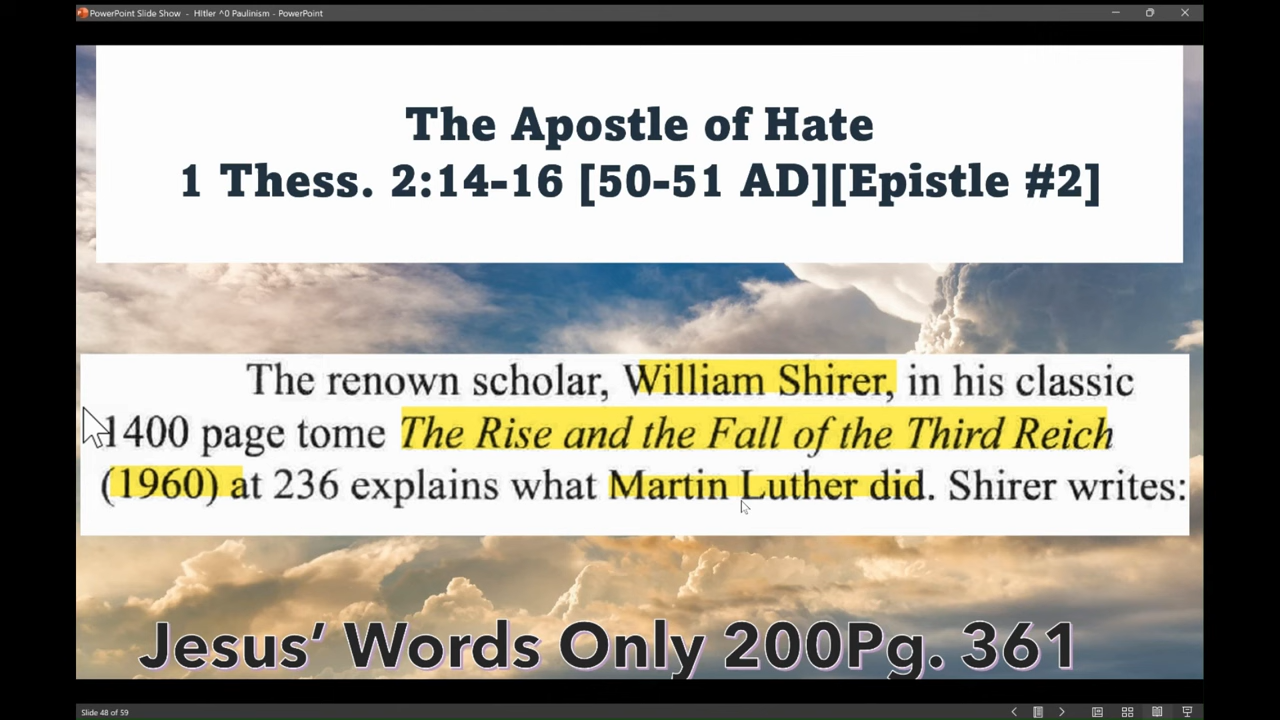 PowerPoint Slide Show - HItler ^0 Paulinism - PowerPoint
The Apostle of Hate
1 Thess. 2:14-16 [50-51 AD][Epistle #2]
The renown scholar, William Shirer, in his classic
1400 page tome The Rise and the Fall of the Third Reich
(1960) at 236 explains what Martin Luther did. Shirer writes:
Jesus’ Words Only 200Pg. 361
Slide 48 of 59